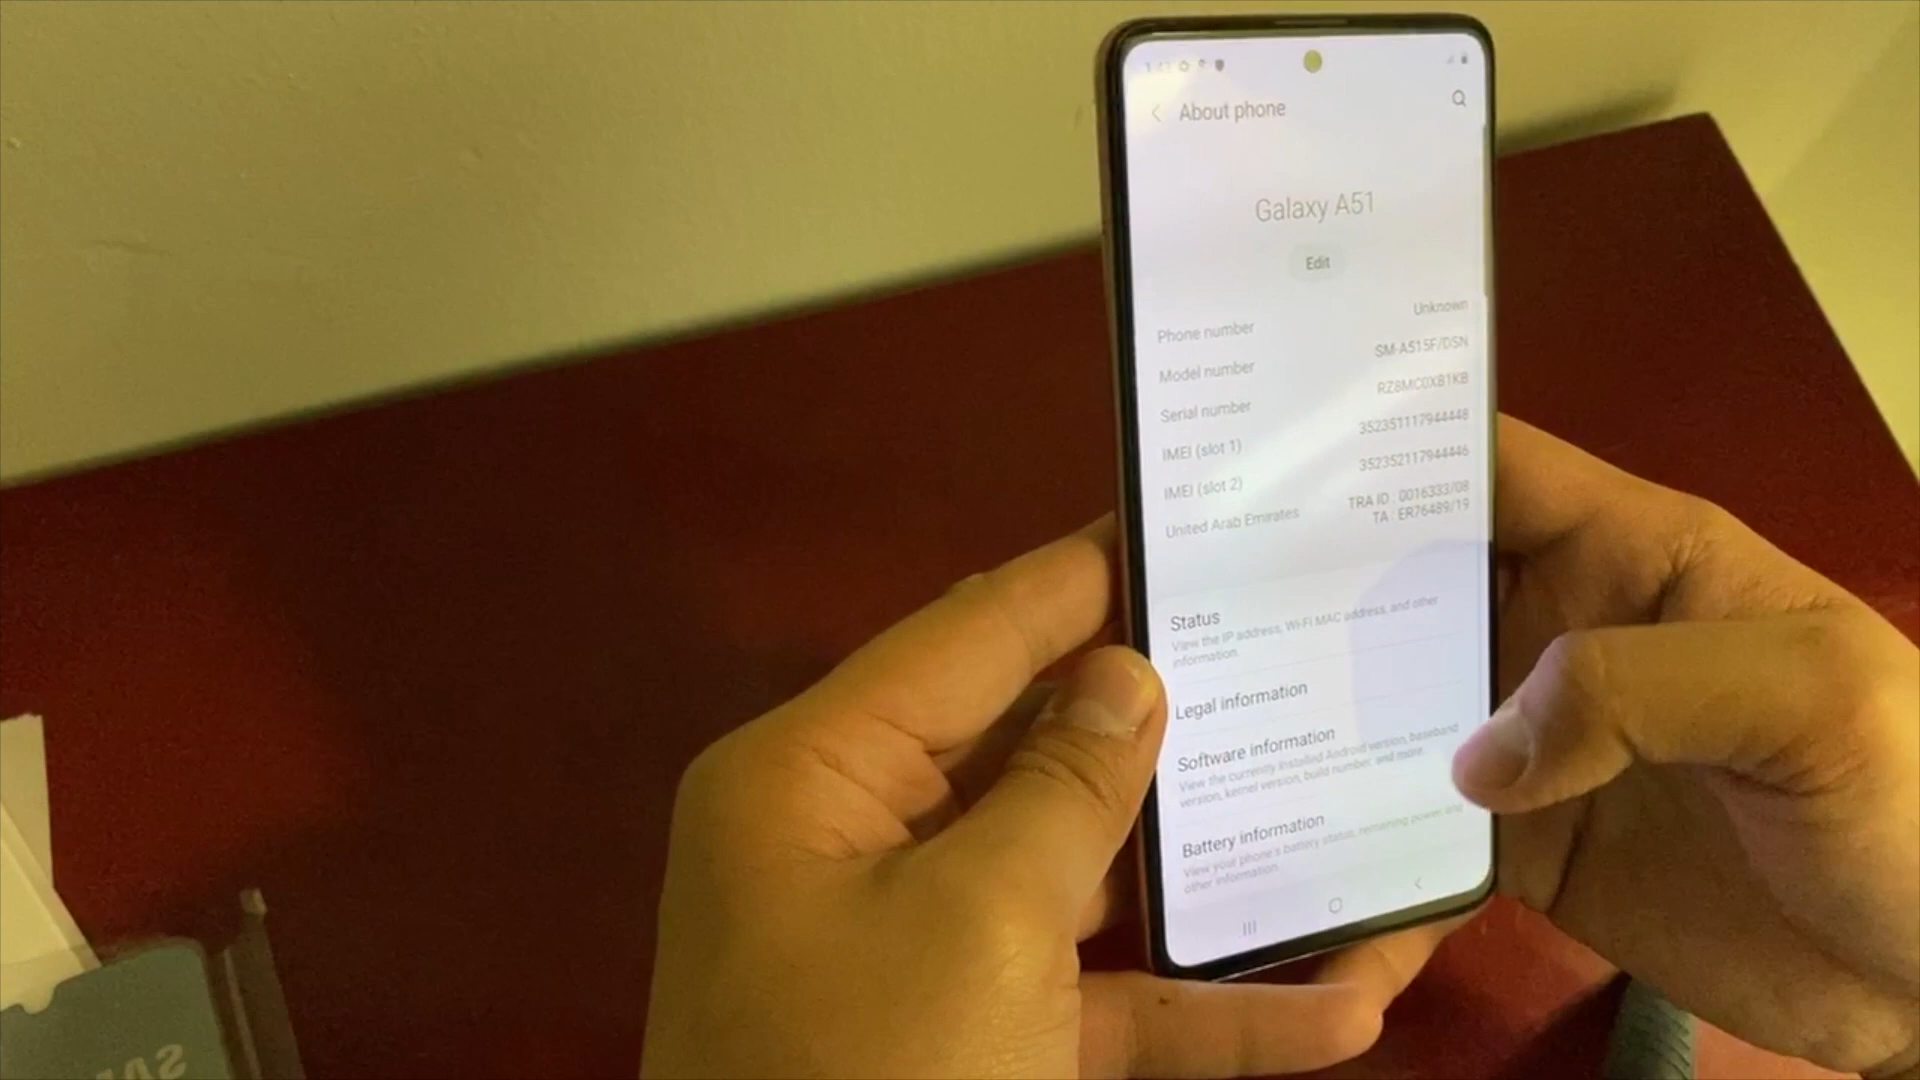 1:43
About phone
Galaxy A51
Edit
Phone number Unknown
Model number SM-A515F/DSN
Serial number RZ8MC0XB1KB
IMEI (slot 1) 352351117944448
IMEI (slot 2) 352352117944446
United Arab Emirates TRA ID : 0016333/08
TA : ER76489/19
Status
View the IP address, Wi-Fi MAC address, and other
information.
Legal information
Software information
View the currently installed Android version, baseband
version, kernel version, build number, and more.
Battery information
View your phone's battery status, remaining power, and
other information.